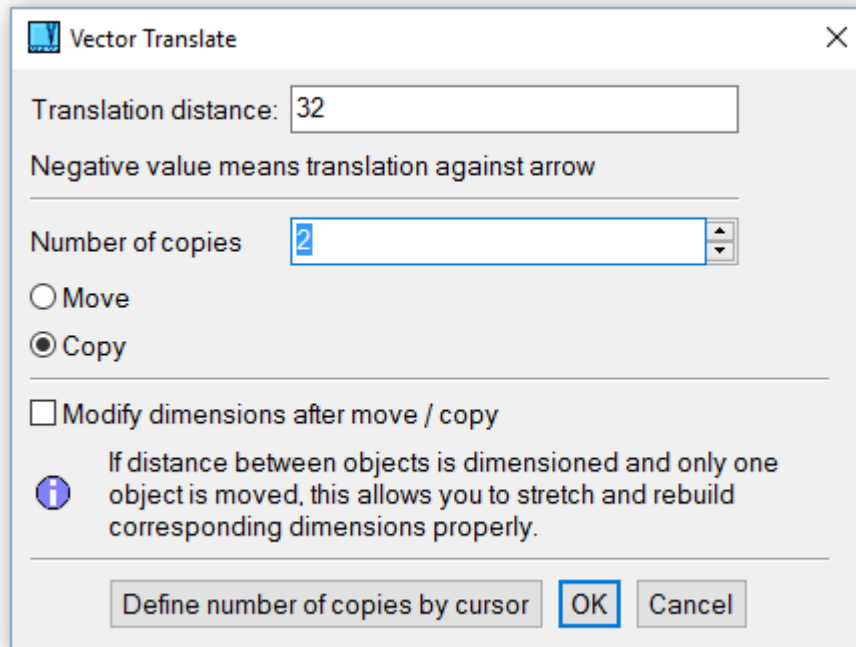 Vector Translate
Translation distance: 32
Negative value means translation against arrow
Number of copies 2
Move
Copy
Modify dimensions after move / copy
If distance between objects is dimensioned and only one
object is moved, this allows you to stretch and rebuild
corresponding dimensions properly.
Define number of copies by cursor OK Cancel